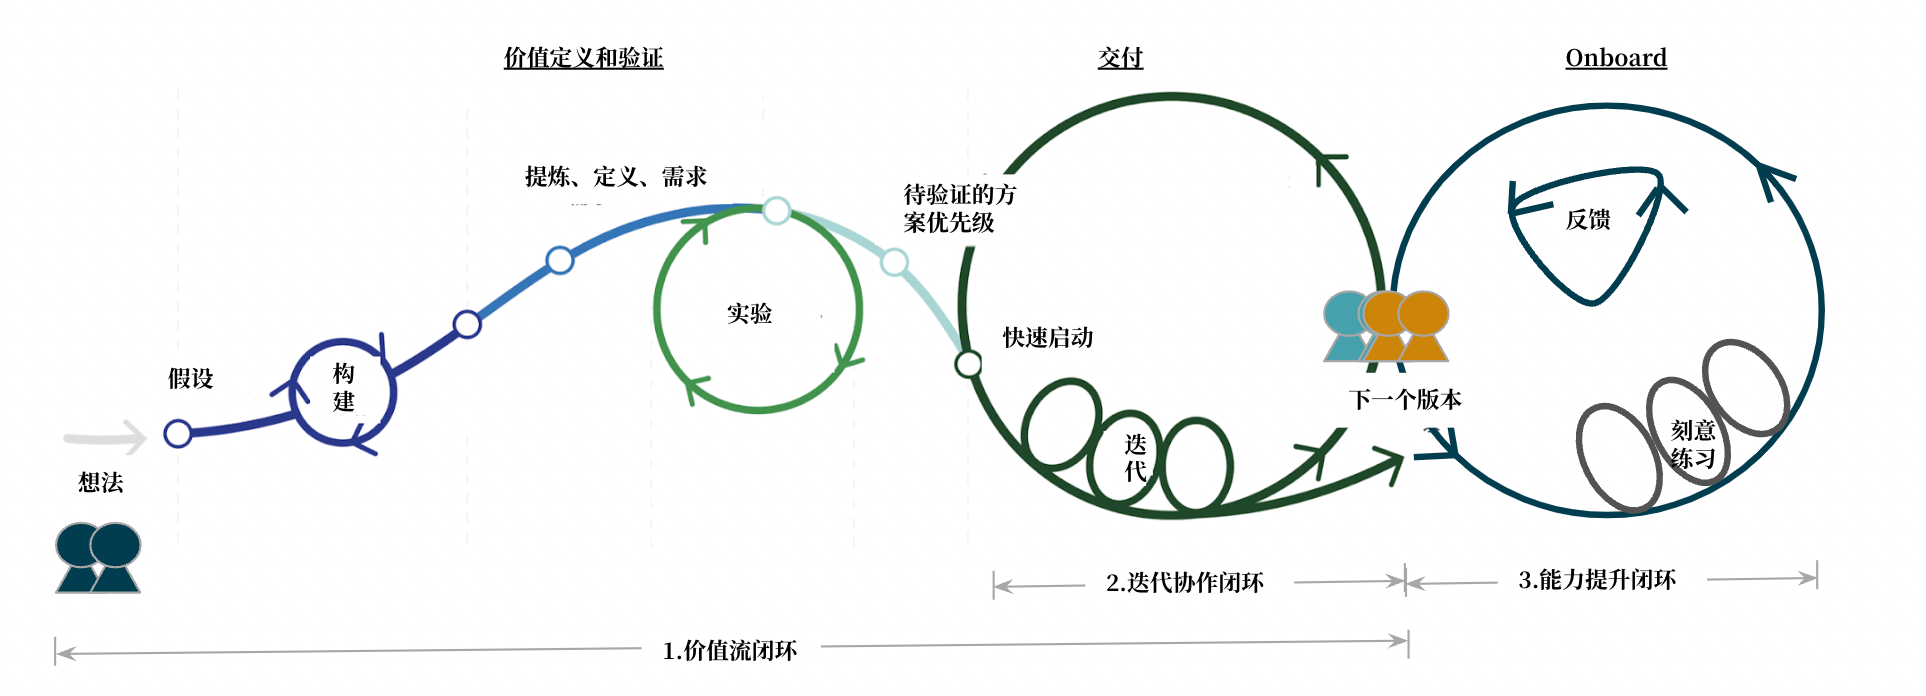 价值定义和验证
交付
Onboard
提炼、定义、需求
待验证的方
案优先级
反馈
实验
快速启动
假设
构
建
下一个版本
迭
代
刻意
练习
想法
2.迭代协作闭环
3.能力提升闭环
1.价值流闭环